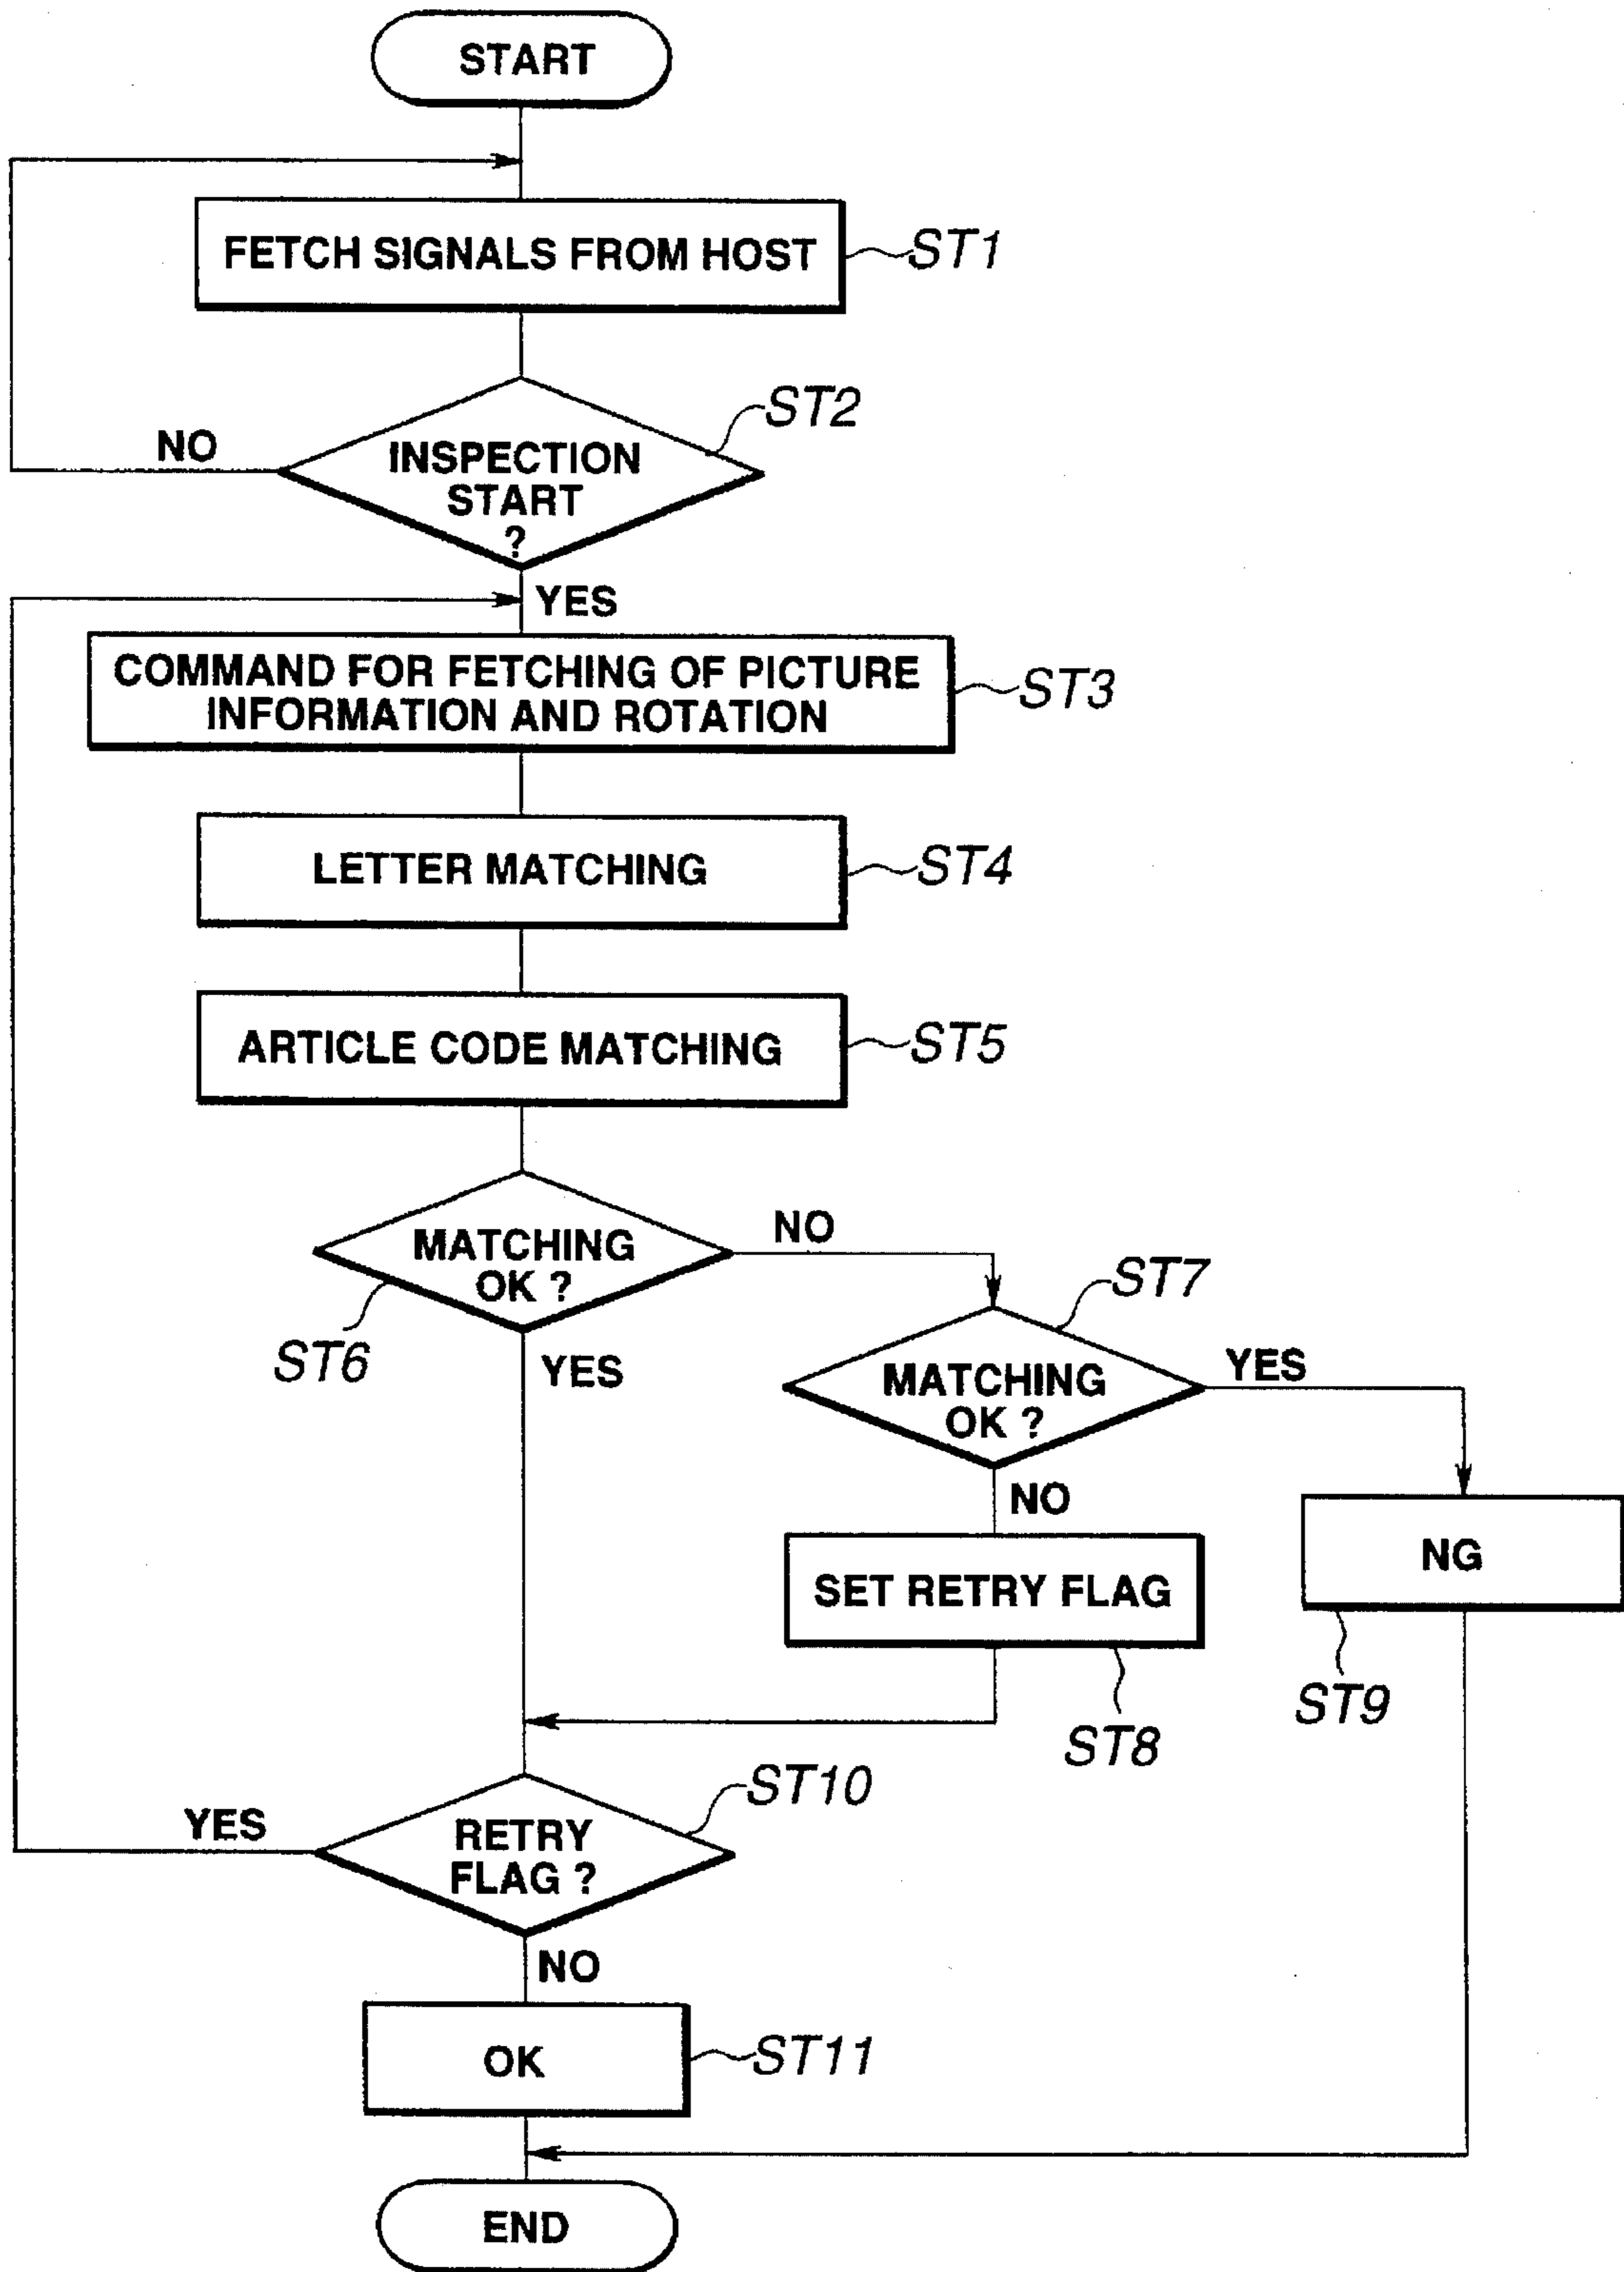 START
FETCH SIGNALS FROM HOST
ST1
ST2
NO
INSPECTION
START
?
YES
COMMAND FOR FETCHING OF PICTURE
INFORMATION AND ROTATION
ST3
LETTER MATCHING
ST4
ARTICLE CODE MATCHING
ST5
MATCHING
OK ?
NO
ST6
YES
ST7
MATCHING
OK ?
YES
NO
SET RETRY FLAG
NG
ST8
ST9
ST10
YES
RETRY
FLAG ?
NO
OK
ST11
END